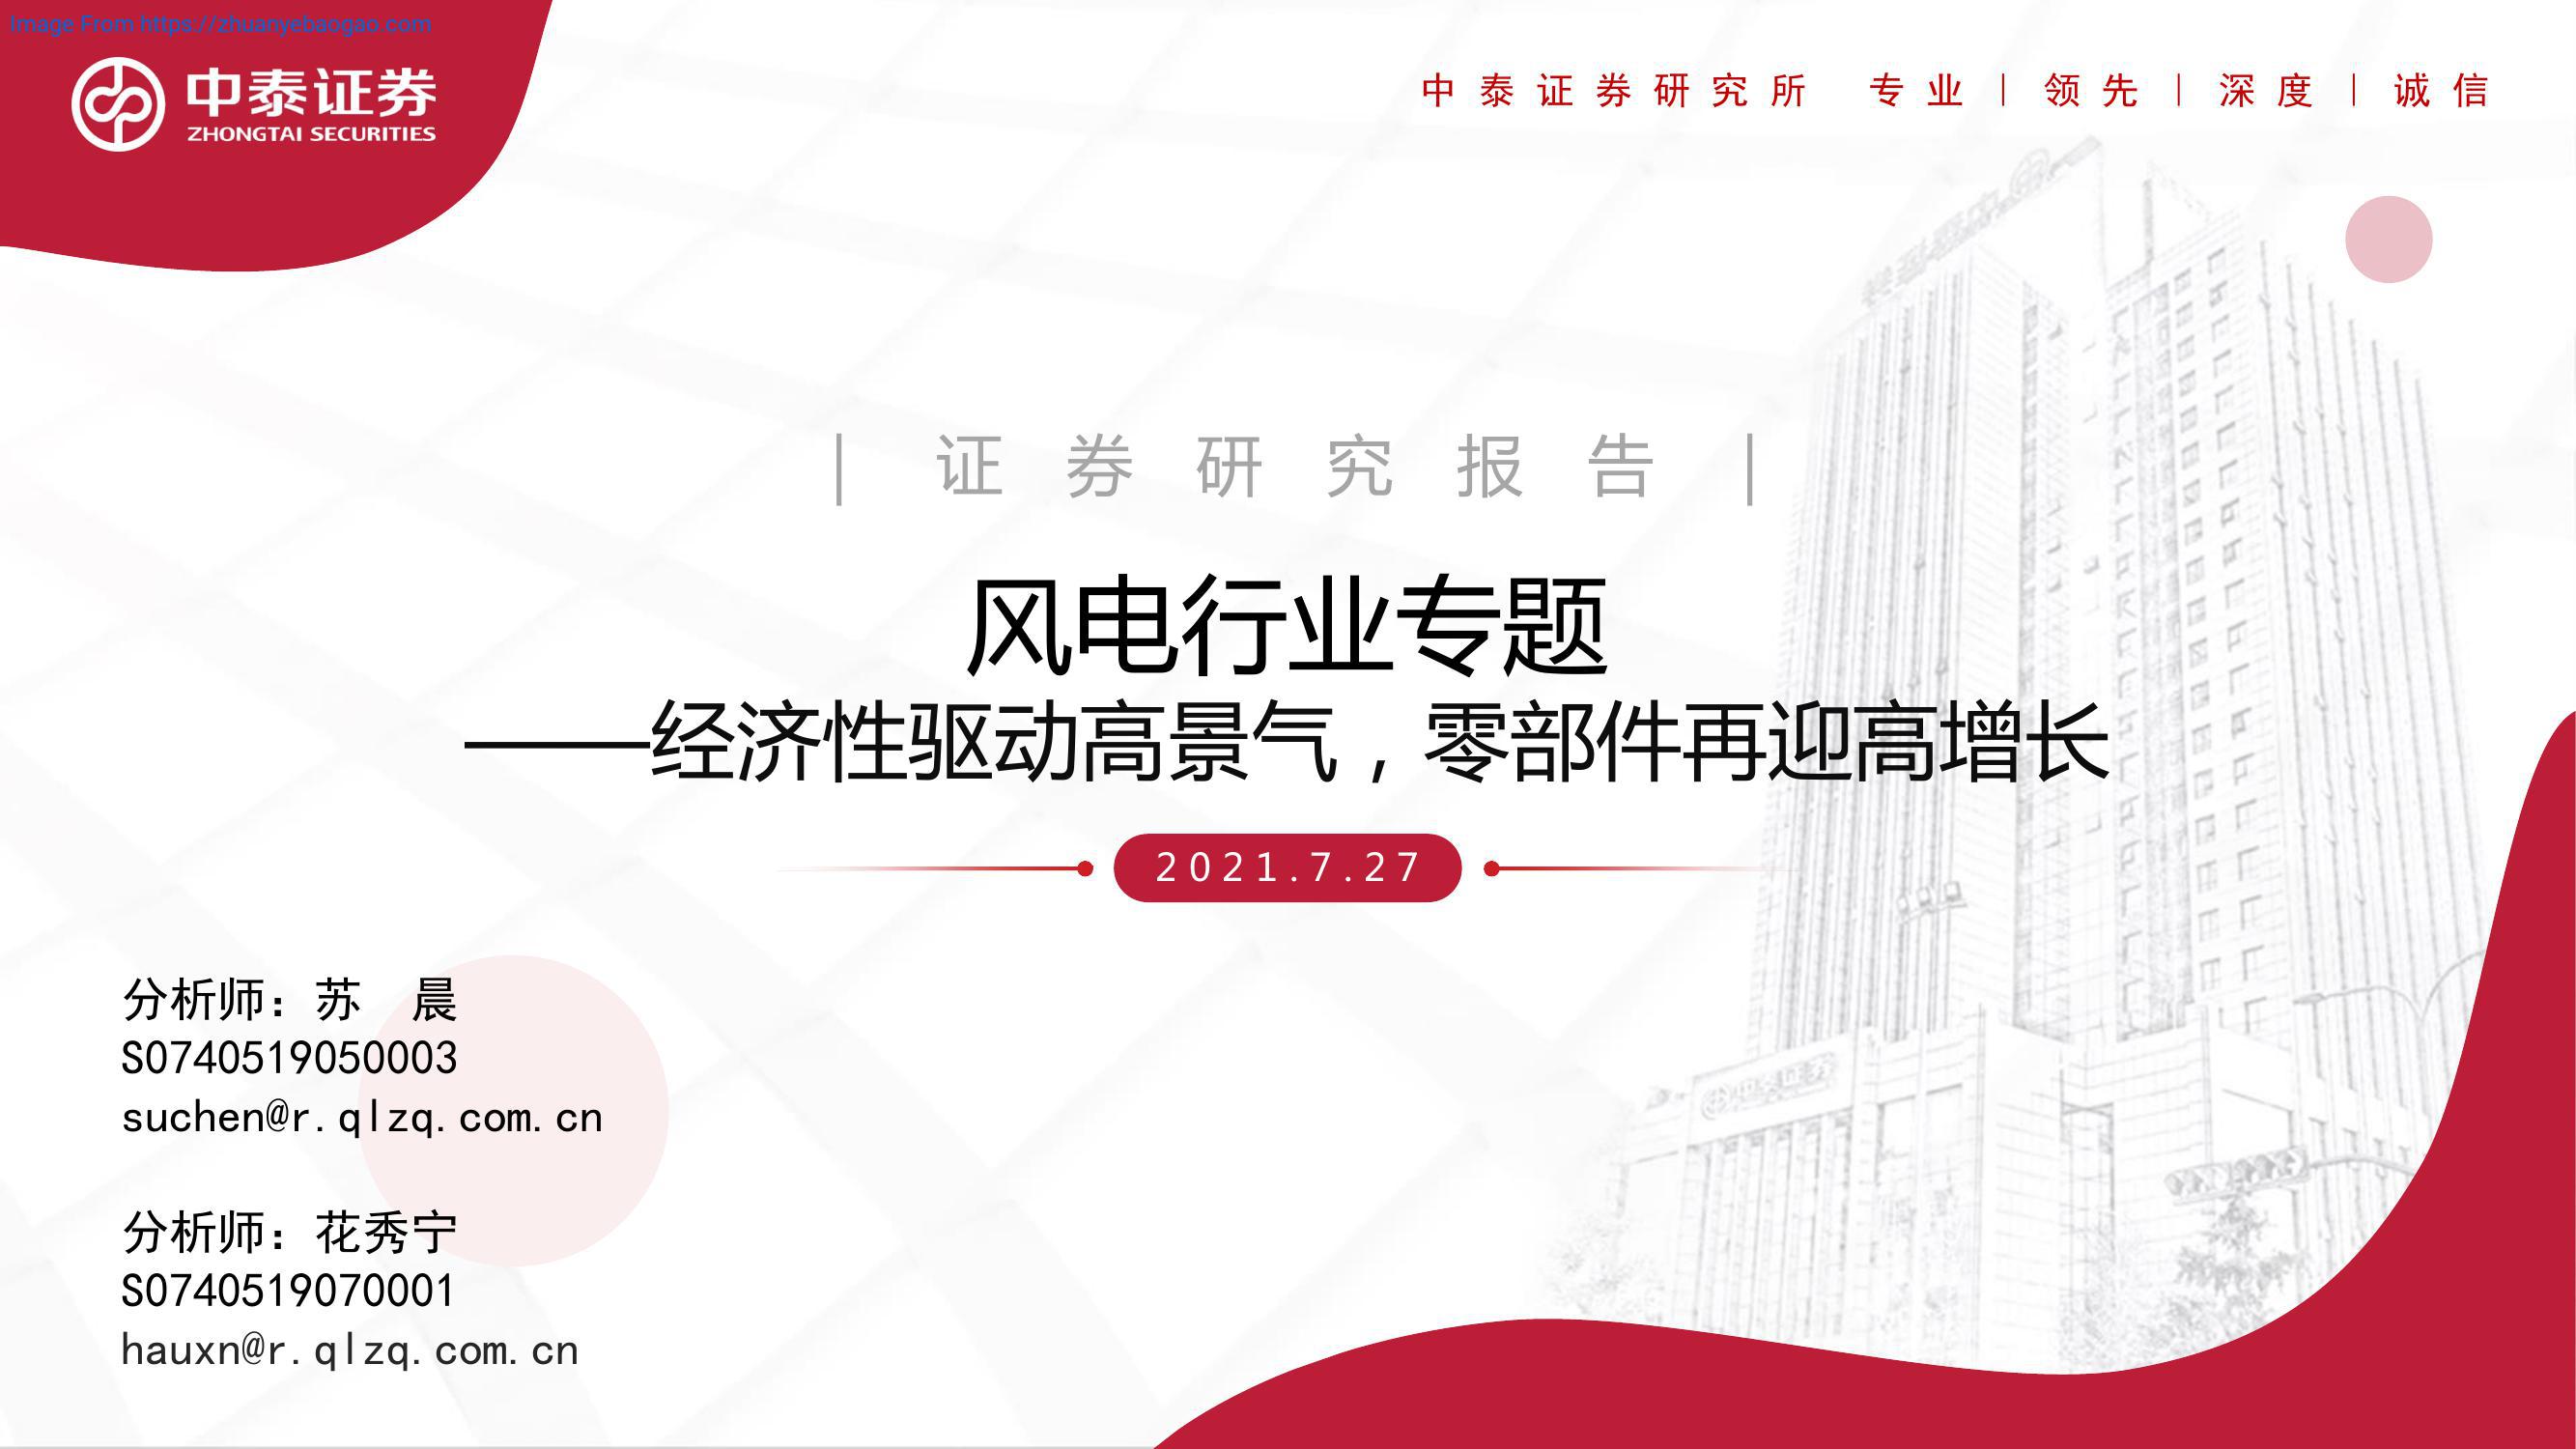 Image From https://zhuanyebaogao.com
中泰证券
ZHONGTAI SECURITIES
中泰证券研究所 专业｜领先｜深度｜诚信
｜ 证券研究报告 ｜
风电行业专题
——经济性驱动高景气，零部件再迎高增长
2021.7.27
分析师：苏　晨
S0740519050003
suchen@r.qlzq.com.cn
分析师：花秀宁
S0740519070001
hauxn@r.qlzq.com.cn
中泰证券